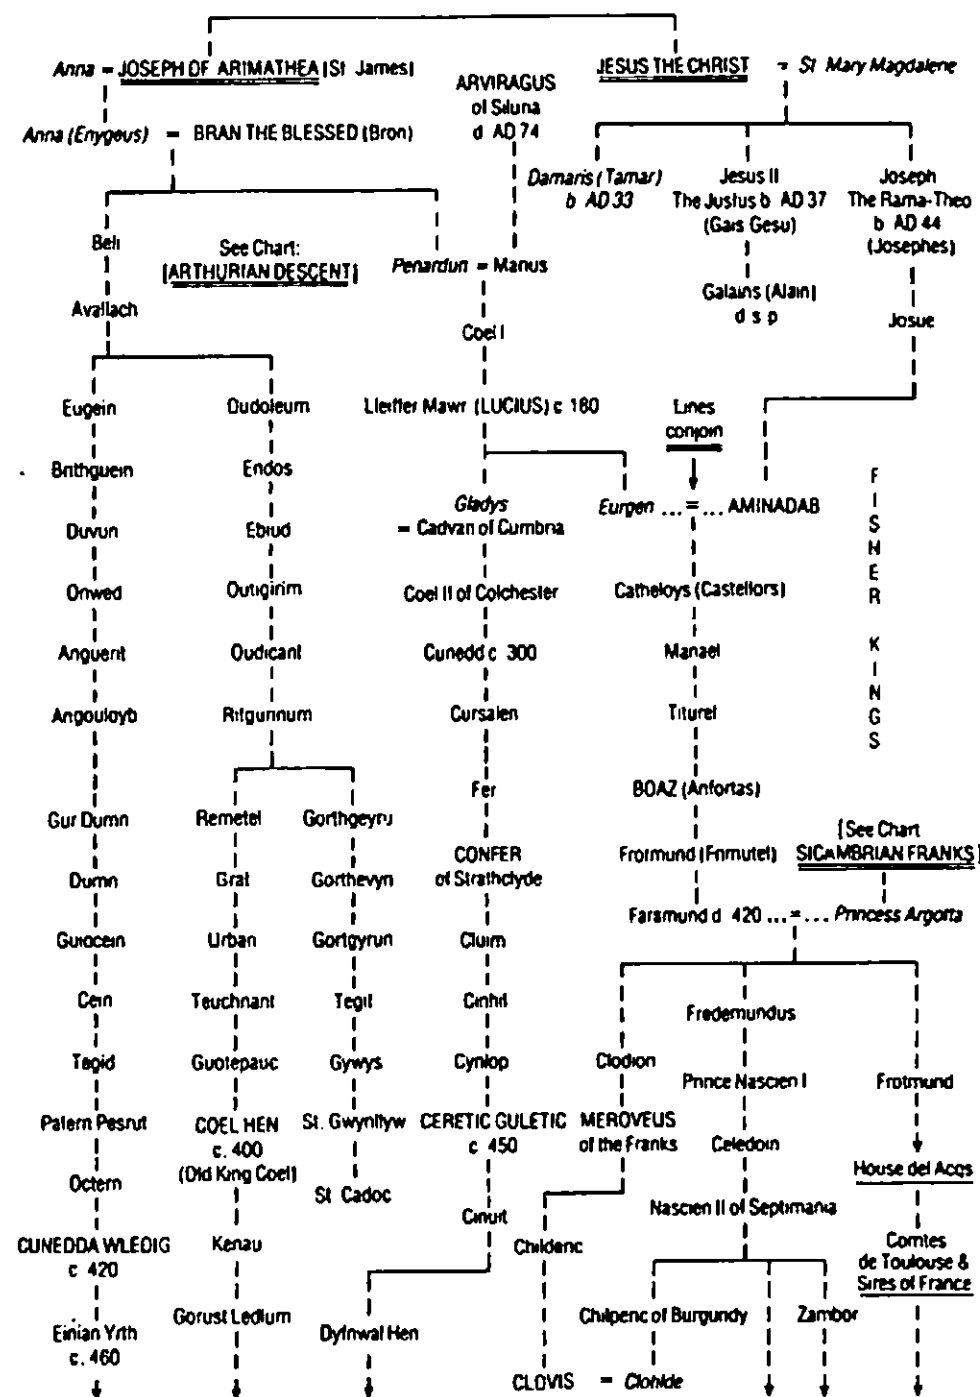 Anna = JOSEPH OF ARIMATHEA [St James]
JESUS THE CHRIST = St Mary Magdalene
ARVIRAGUS
of Siluna
d AD 74
Anna (Enygeus) = BRAN THE BLESSED (Bron)
Damaris (Tamar)
b AD 33
Jesus II
The Justus b AD 37
(Gais Gesu)
Joseph
The Rama-Theo
b AD 44
(Josephes)
Beli
See Chart:
[ARTHURIAN DESCENT]
Penardun = Marius
Galains (Alain)
d s p
Avallach
Coel I
Josue
Eugein
Oudoleum
Lleiffer Mawr (LUCIUS) c 180
Lines
conjoin
Brithguein
Endos
FISHER KINGS
Gladys
= Cadvan of Cumbria
Eurgen ... = ... AMINADAB
Duvun
Ebiud
Onwed
Outigirim
Coel II of Colchester
Catheloys (Castellors)
Anguerit
Oudicant
Cunedd c 300
Manael
Angouloyb
Ritgurinum
Cursalen
Titurel
Fer
BOAZ (Anfortas)
Gur Dumn
Remetel
Gorthgeyru
[See Chart
SICAMBRIAN FRANKS]
CONFER
of Strathclyde
Frotmund (Frimutel)
Dumn
Grat
Gorthevyn
Faramund d 420 ... = ... Princess Argotta
Guiocein
Urban
Gortgyrun
Cluim
Cein
Teuchnant
Tegil
Cinhil
Fredemundus
Tegid
Guotepauc
Gywys
Cynlop
Clodion
Prince Nascien I
Frotmund
Patern Pesrut
COEL HEN
c. 400
(Old King Coel)
St. Gwynllyw
CERETIC GULETIC
c 450
MEROVEUS
of the Franks
Celedoin
House del Acqs
Octern
St Cadoc
Cinuit
Nascien II of Septimania
CUNEDDA WLEDIG
c 420
Kenau
Childeric
Comtes
de Toulouse &
Sires of France
Einian Yrth
c. 460
Gorust Ledlum
Dyfnwal Hen
Chilperic of Burgundy
Zambor
CLOVIS = Clotilde